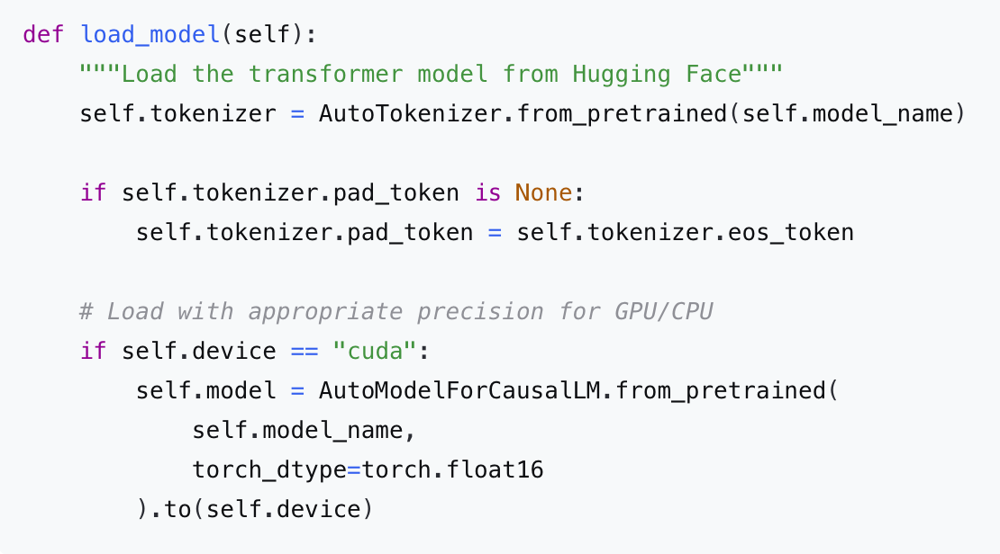 def load_model(self):
    """Load the transformer model from Hugging Face"""
    self.tokenizer = AutoTokenizer.from_pretrained(self.model_name)

    if self.tokenizer.pad_token is None:
        self.tokenizer.pad_token = self.tokenizer.eos_token

    # Load with appropriate precision for GPU/CPU
    if self.device == "cuda":
        self.model = AutoModelForCausalLM.from_pretrained(
            self.model_name,
            torch_dtype=torch.float16
        ).to(self.device)